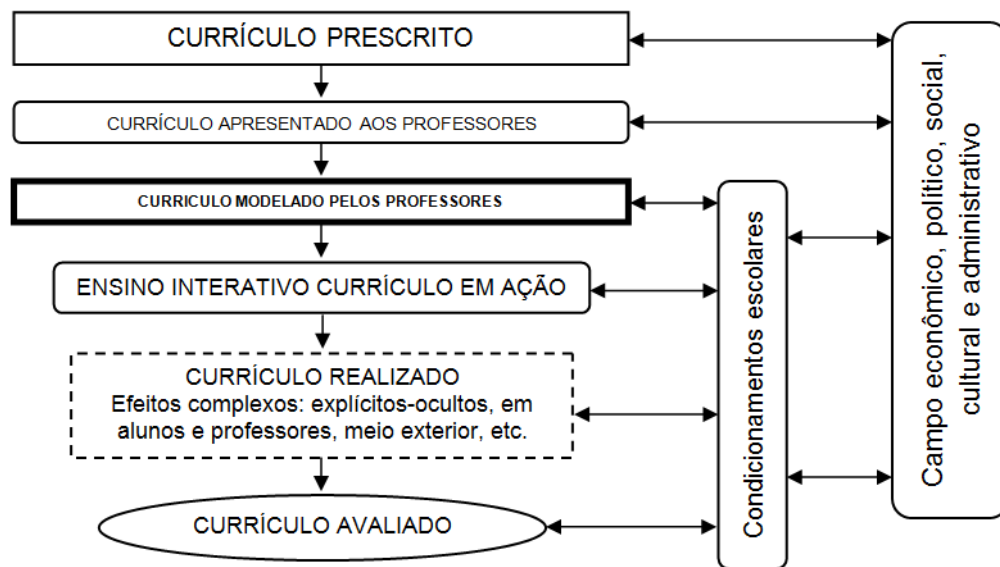 CURRÍCULO PRESCRITO
CURRÍCULO APRESENTADO AOS PROFESSORES
CURRICULO MODELADO PELOS PROFESSORES
ENSINO INTERATIVO CURRÍCULO EM AÇÃO
CURRÍCULO REALIZADO
Efeitos complexos: explícitos-ocultos, em
alunos e professores, meio exterior, etc.
CURRÍCULO AVALIADO
Condicionamentos escolares
Campo econômico, político, social,
cultural e administrativo